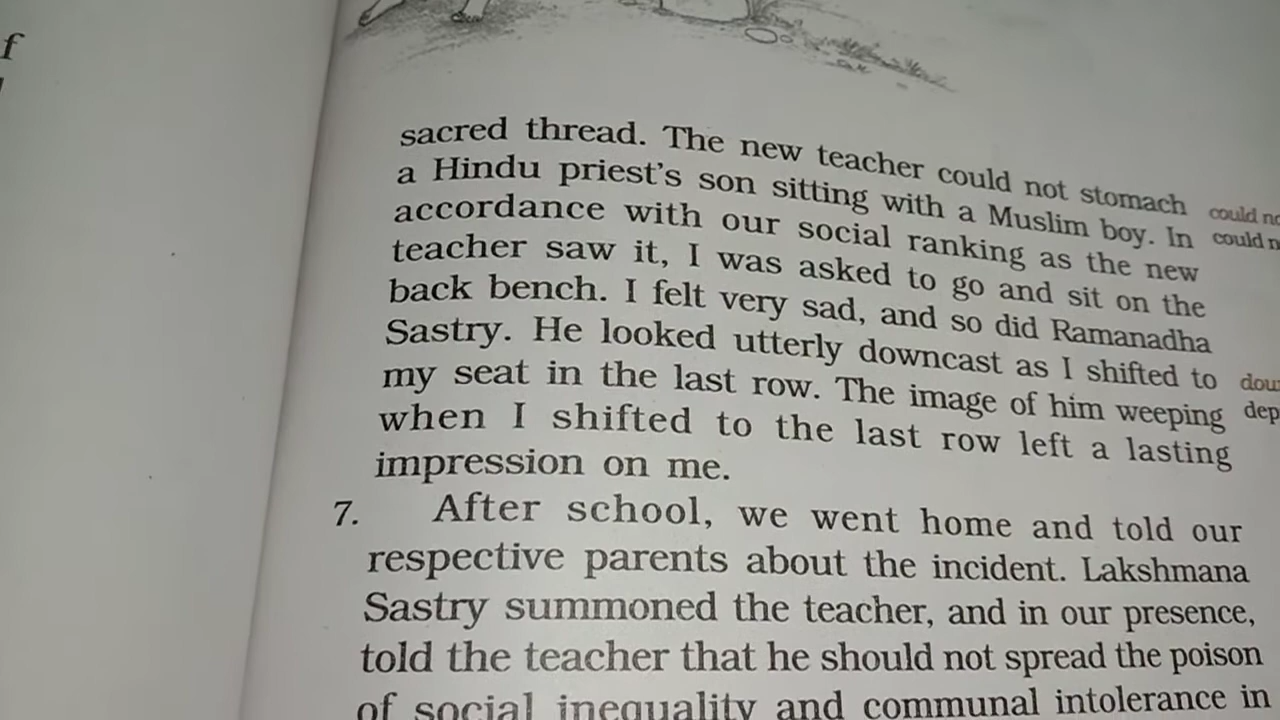 f
sacred thread. The new teacher could not stomach
a Hindu priest's son sitting with a Muslim boy. In
accordance with our social ranking as the new
teacher saw it, I was asked to go and sit on the
back bench. I felt very sad, and so did Ramanadha
Sastry. He looked utterly downcast as I shifted to
my seat in the last row. The image of him weeping
when I shifted to the last row left a lasting
impression on me.
7. After school, we went home and told our
respective parents about the incident. Lakshmana
Sastry summoned the teacher, and in our presence,
told the teacher that he should not spread the poison
of social inequality and communal intolerance in
could
could